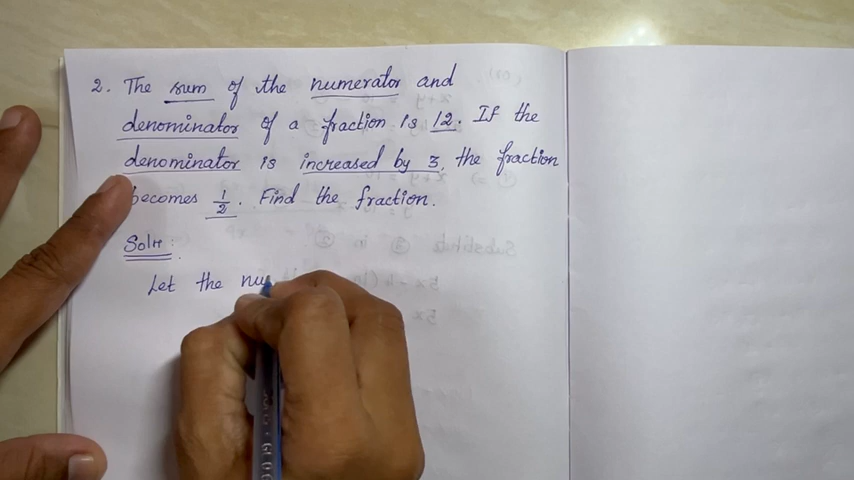 2. The sum of the numerator and
denominator of a fraction is 12. If the
denominator is increased by 3, the fraction
becomes 1/2. Find the fraction.
Soln:
Let the nu